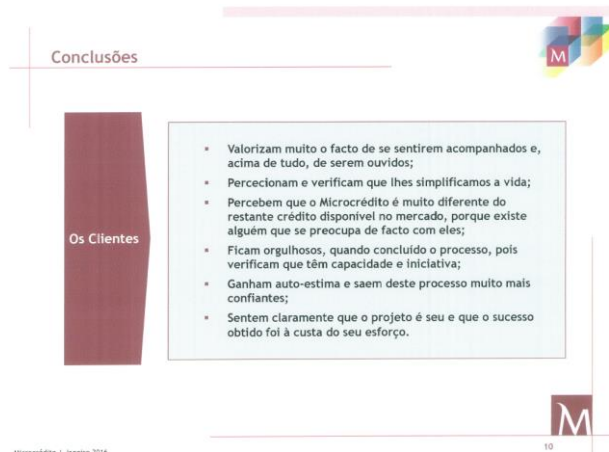 Conclusões
M
Os Clientes
▪ Valorizam muito o facto de se sentirem acompanhados e,
acima de tudo, de serem ouvidos;
▪ Percecionam e verificam que lhes simplificamos a vida;
▪ Percebem que o Microcrédito é muito diferente do
restante crédito disponível no mercado, porque existe
alguém que se preocupa de facto com eles;
▪ Ficam orgulhosos, quando concluído o processo, pois
verificam que têm capacidade e iniciativa;
▪ Ganham auto-estima e saem deste processo muito mais
confiantes;
▪ Sentem claramente que o projeto é seu e que o sucesso
obtido foi à custa do seu esforço.
M
Microcrédito | Janeiro 2016
10